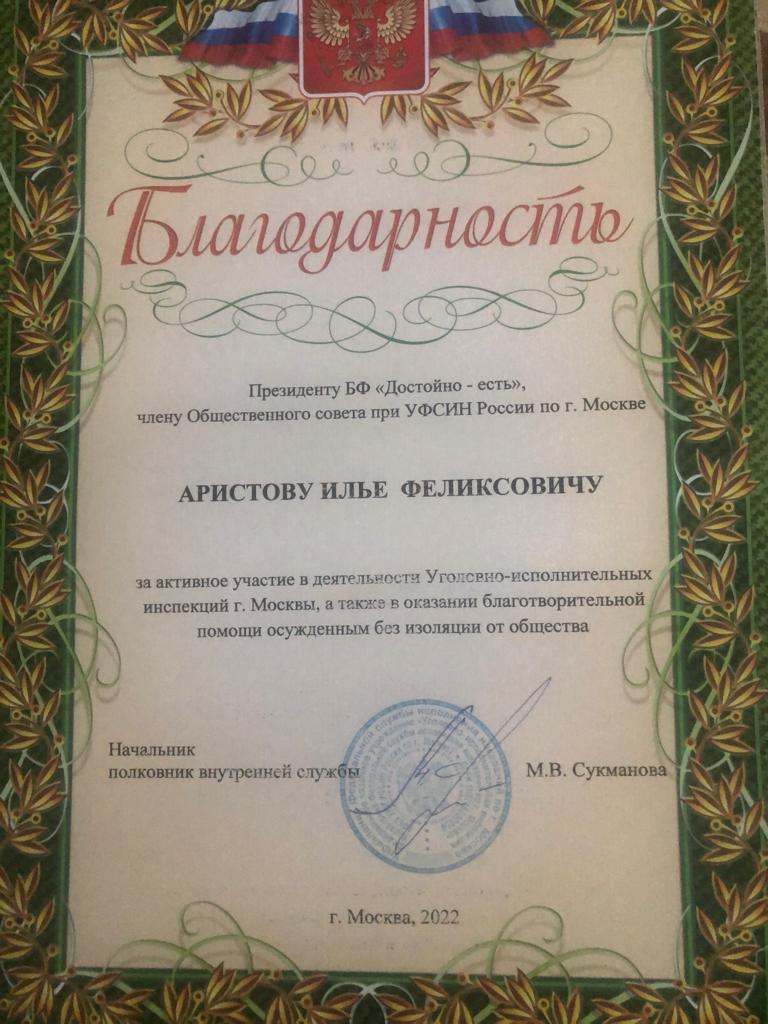 Благодарность
Президенту БФ «Достойно - есть»,
члену Общественного совета при УФСИН России по г. Москве
АРИСТОВУ ИЛЬЕ ФЕЛИКСОВИЧУ
за активное участие в деятельности Уголовно-исполнительных
инспекций г. Москвы, а также в оказании благотворительной
помощи осужденным без изоляции от общества
Начальник
полковник внутренней службы
М.В. Сукманова
г. Москва, 2022